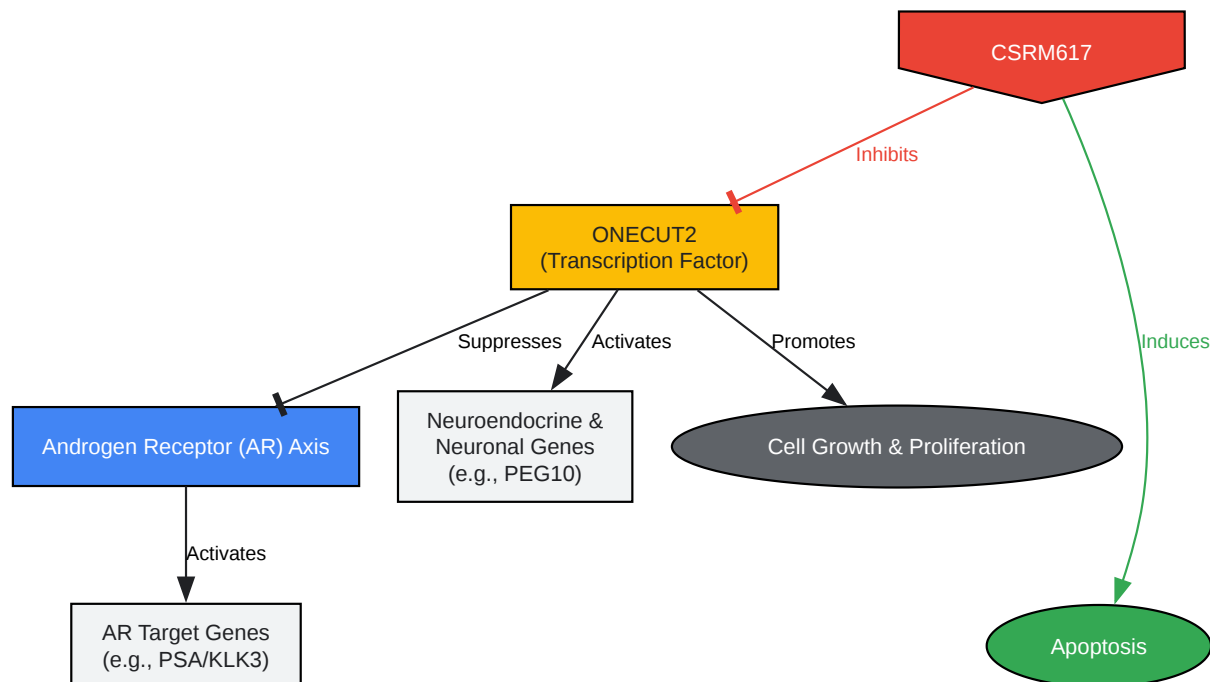 CSRM617
Inhibits
ONECUT2
(Transcription Factor)
Suppresses
Activates
Promotes
Induces
Androgen Receptor (AR) Axis
Neuroendocrine &
Neuronal Genes
(e.g., PEG10)
Cell Growth & Proliferation
Activates
AR Target Genes
(e.g., PSA/KLK3)
Apoptosis